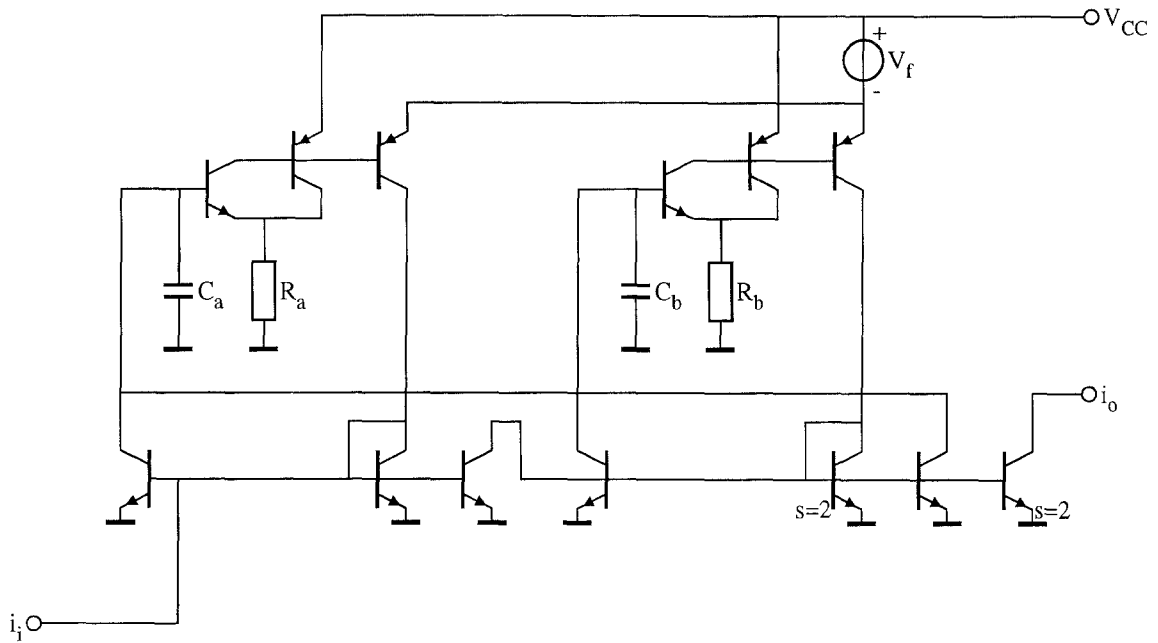 V_CC
+
V_f
-
C_a
R_a
C_b
R_b
i_o
s=2
s=2
i_i